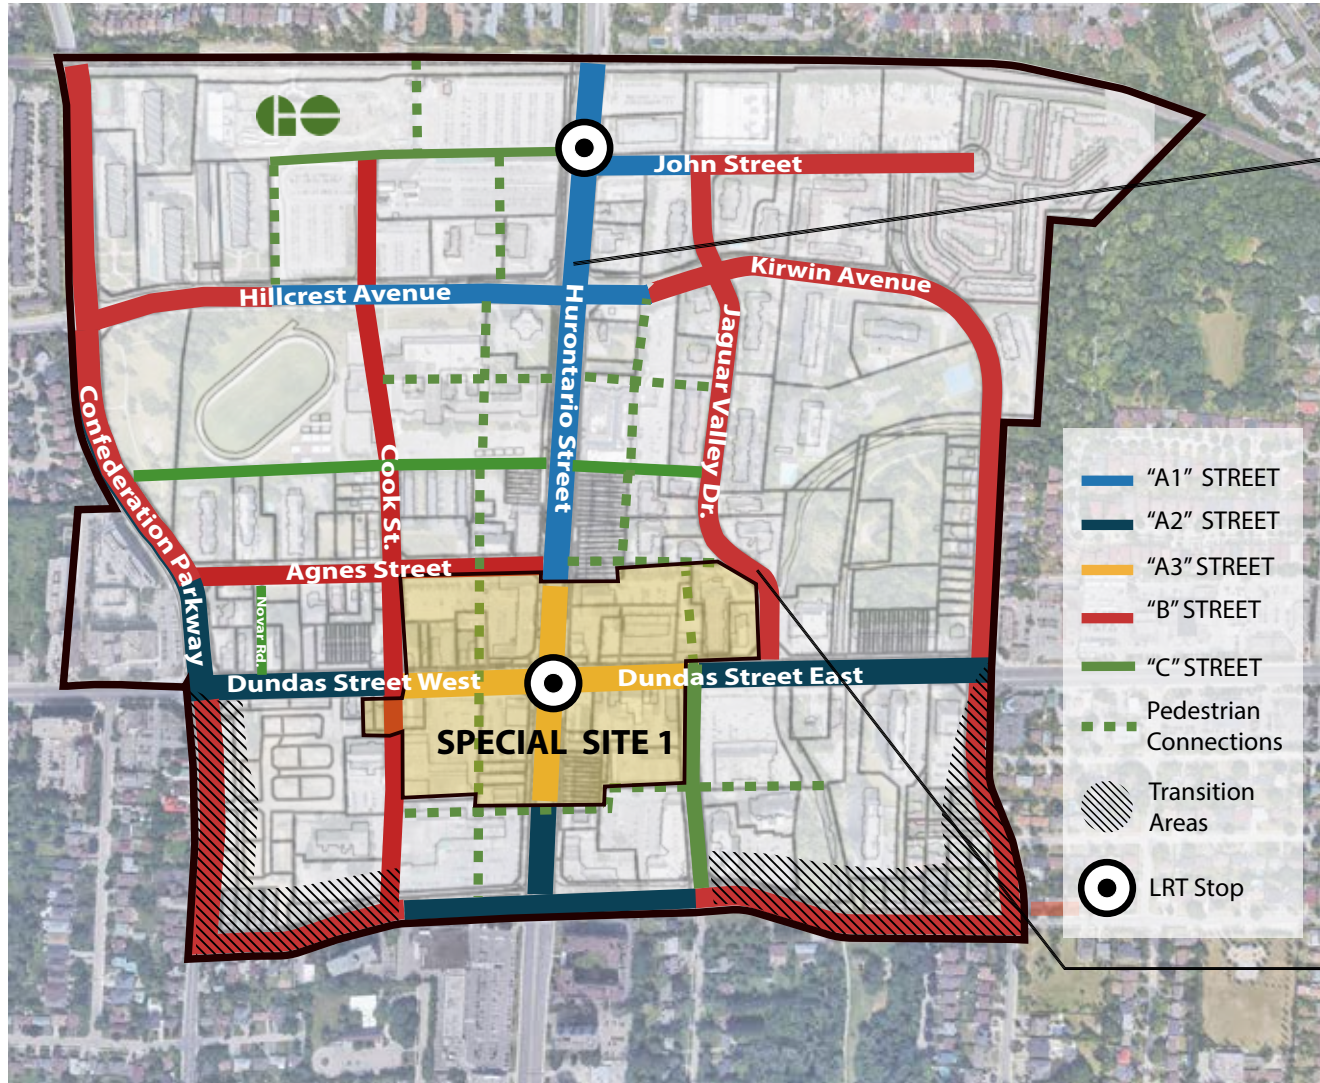 GO
John Street
Kirwin Avenue
Hillcrest Avenue
Hurontario Street
Jaguar Valley Dr.
Confederation Parkway
Cook St.
Agnes Street
Novar Rd.
Dundas Street West
Dundas Street East
SPECIAL SITE 1
“A1” STREET
“A2” STREET
“A3” STREET
“B” STREET
“C” STREET
Pedestrian
Connections
Transition
Areas
LRT Stop